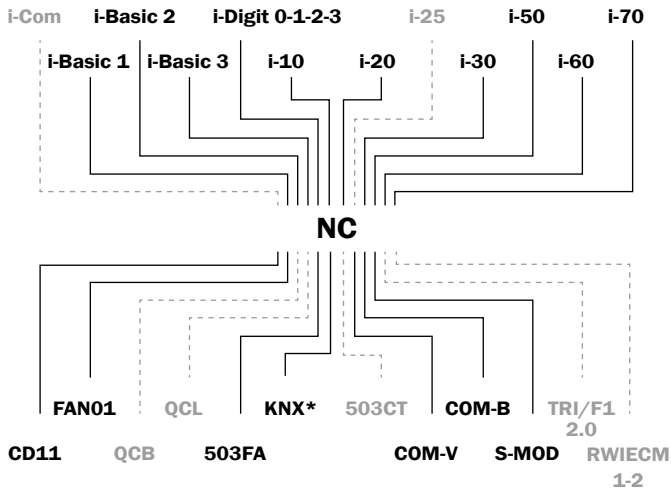 i-Com i-Basic 2 i-Digit 0-1-2-3 i-25 i-50 i-70
i-Basic 1 i-Basic 3 i-10 i-20 i-30 i-60
NC
FAN01 QCL KNX* 503CT COM-B TRI/F1
2.0
CD11 QCB 503FA COM-V S-MOD RWIECM
1-2